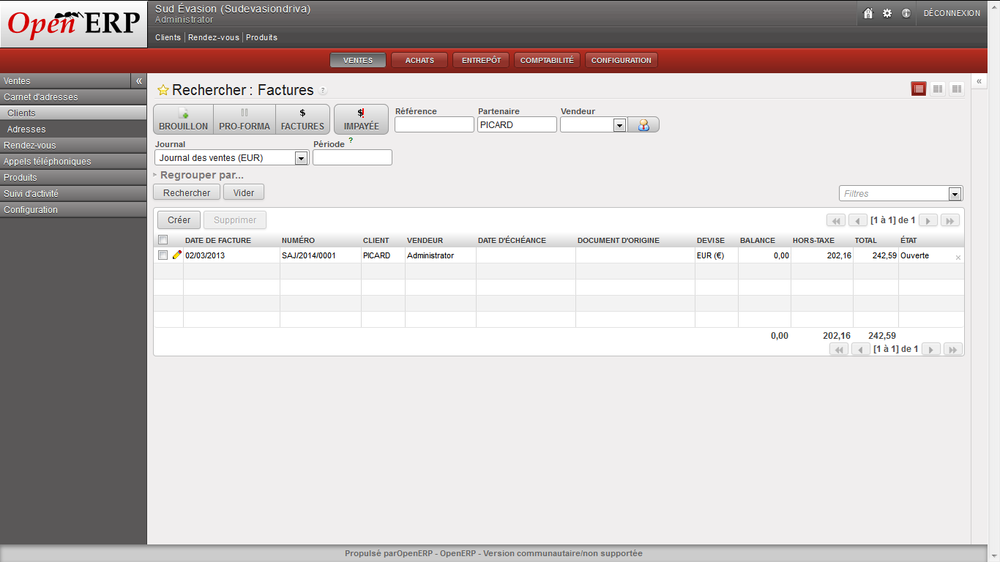 Open ERP
Sud Évasion (Sudevasiondriva)
Administrator
DÉCONNEXION
Clients Rendez-vous Produits
VENTES ACHATS ENTREPÔT COMPTABILITÉ CONFIGURATION
Ventes «
Carnet d'adresses
Clients
Adresses
Rendez-vous
Appels téléphoniques
Produits
Suivi d'activité
Configuration
Rechercher : Factures ?
«
BROUILLON PRO-FORMA $ FACTURES $! IMPAYÉE
Référence Partenaire Vendeur
PICARD
Journal Période ?
Journal des ventes (EUR)
Regrouper par...
Rechercher Vider
Filtres
Créer Supprimer [1 à 1] de 1
DATE DE FACTURE NUMÉRO CLIENT VENDEUR DATE D'ÉCHÉANCE DOCUMENT D'ORIGINE DEVISE BALANCE HORS-TAXE TOTAL ÉTAT
02/03/2013 SAJ/2014/0001 PICARD Administrator EUR (€) 0,00 202,16 242,59 Ouverte
0,00 202,16 242,59
[1 à 1] de 1
Propulsé parOpenERP - OpenERP - Version communautaire/non supportée